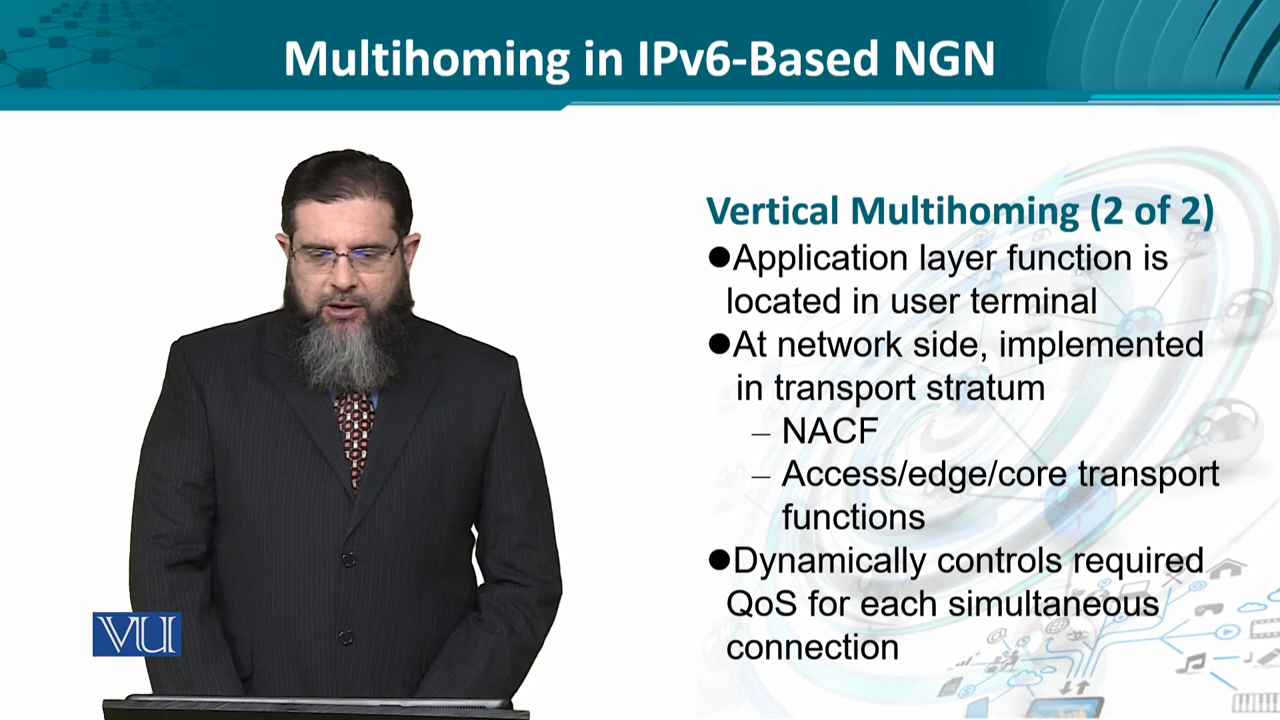 Multihoming in IPv6-Based NGN
Vertical Multihoming (2 of 2)
●Application layer function is
located in user terminal
●At network side, implemented
in transport stratum
– NACF
– Access/edge/core transport
functions
●Dynamically controls required
QoS for each simultaneous
connection
VU